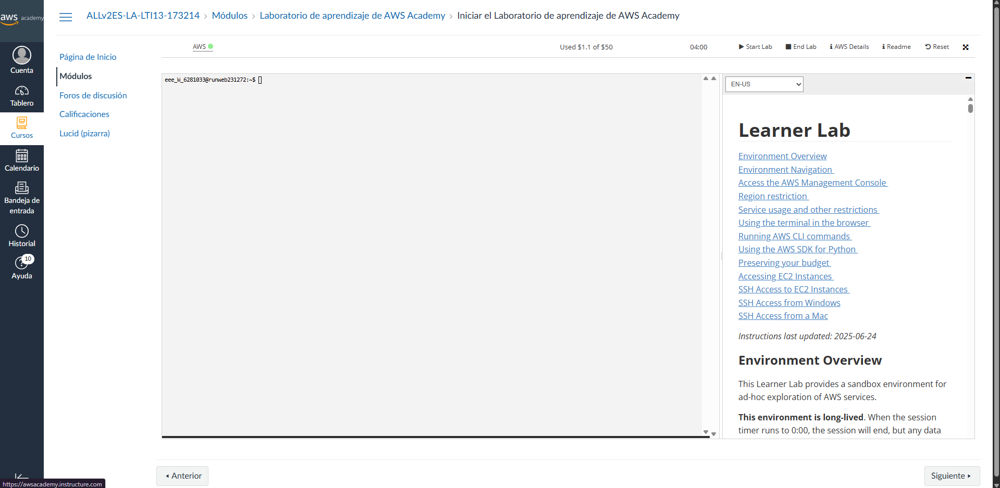 aws academy
Cuenta
Tablero
Cursos
Calendario
Bandeja de
entrada
Historial
10
Ayuda
https://awsacademy.instructure.com
ALLv2ES-LA-LTI13-173214 › Módulos › Laboratorio de aprendizaje de AWS Academy › Iniciar el Laboratorio de aprendizaje de AWS Academy
Página de Inicio
Módulos
Foros de discusión
Calificaciones
Lucid (pizarra)
AWS
Used $1.1 of $50
04:00
Start Lab
End Lab
AWS Details
Readme
Reset
eee_W_6281033@runweb231272:~$
EN-US
Learner Lab
Environment Overview
Environment Navigation
Access the AWS Management Console
Region restriction
Service usage and other restrictions
Using the terminal in the browser
Running AWS CLI commands
Using the AWS SDK for Python
Preserving your budget
Accessing EC2 Instances
SSH Access to EC2 Instances
SSH Access from Windows
SSH Access from a Mac
Instructions last updated: 2025-06-24
Environment Overview
This Learner Lab provides a sandbox environment for
ad-hoc exploration of AWS services.
This environment is long-lived. When the session
timer runs to 0:00, the session will end, but any data
Anterior
Siguiente